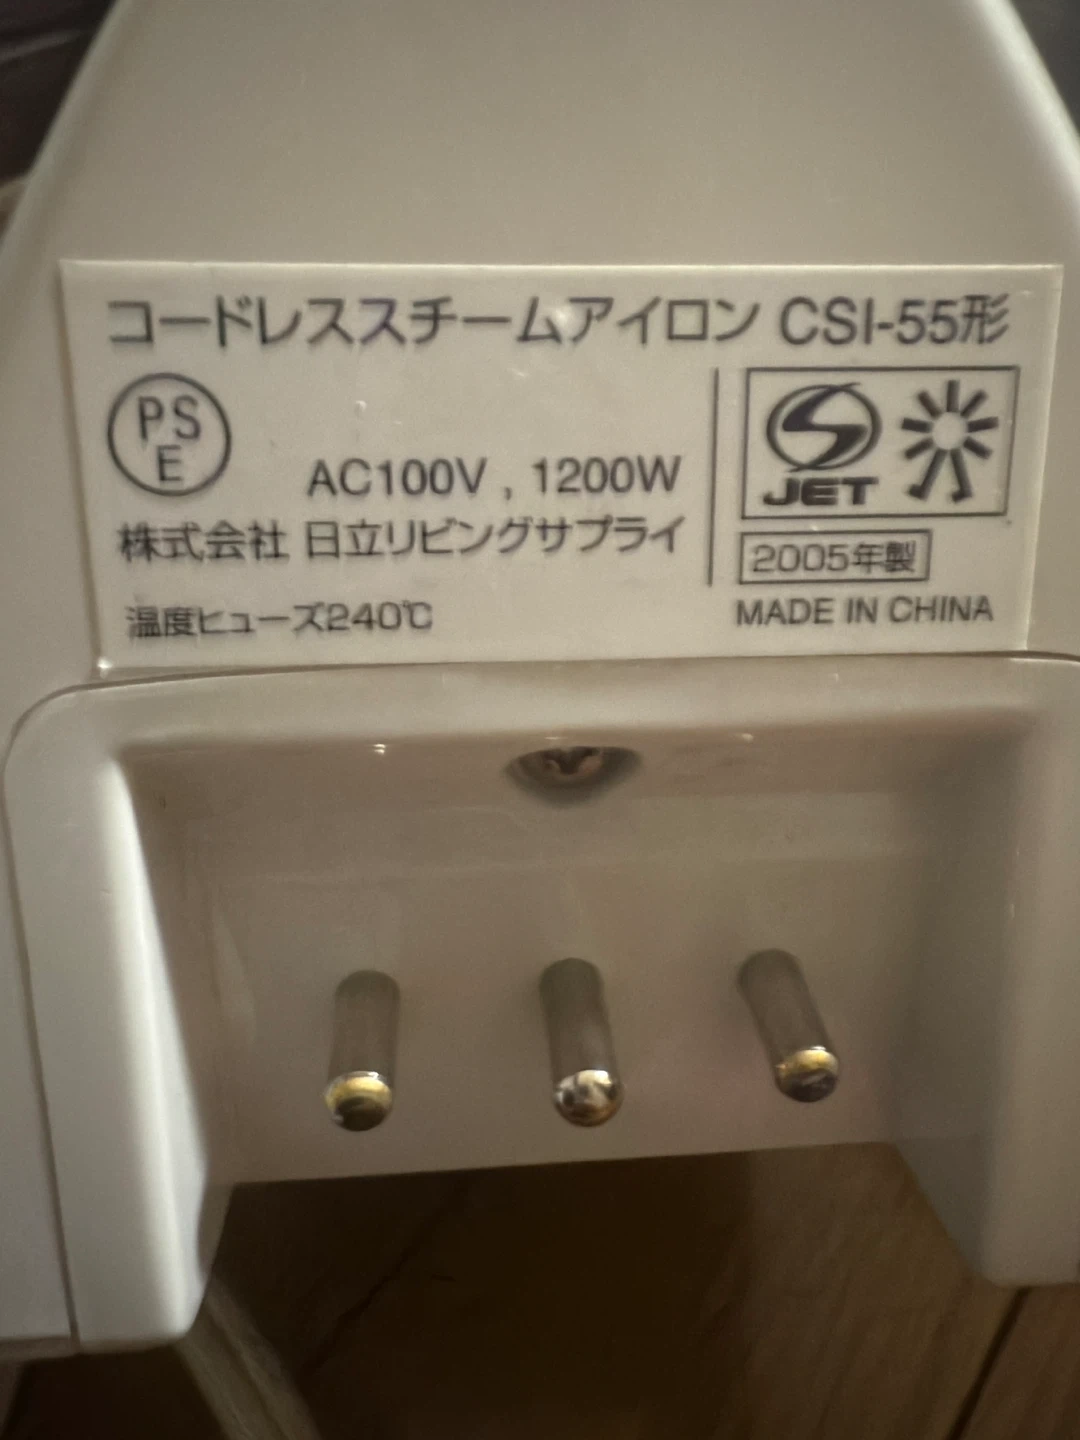 コードレススチームアイロン CSI-55形
PS
E
AC100V , 1200W
株式会社 日立リビングサプライ
温度ヒューズ240℃
S
JET
2005年製
MADE IN CHINA